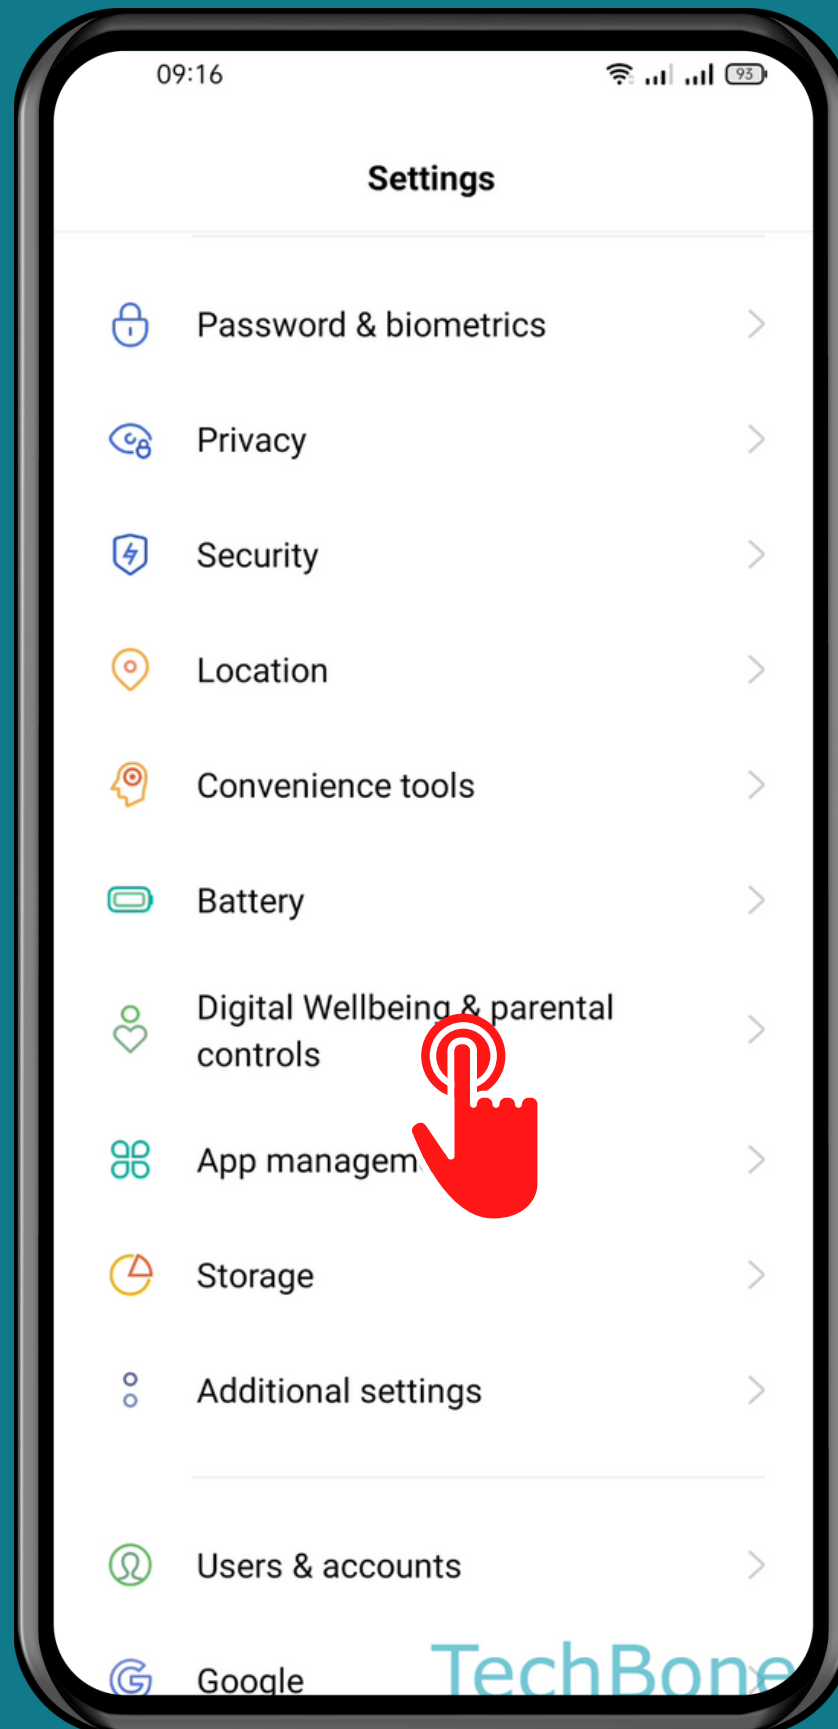 09:16
93
Settings
Password & biometrics
Privacy
Security
Location
Convenience tools
Battery
Digital Wellbeing & parental
controls
App managem
Storage
Additional settings
Users & accounts
Google
TechBone